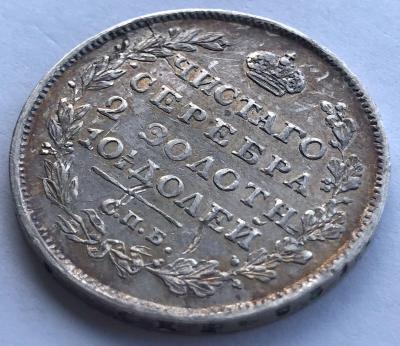 ЧИСТАГО
СЕРЕБРА
2 ЗОЛОТН.
10½ ДОЛЕЙ
С.П.Б.